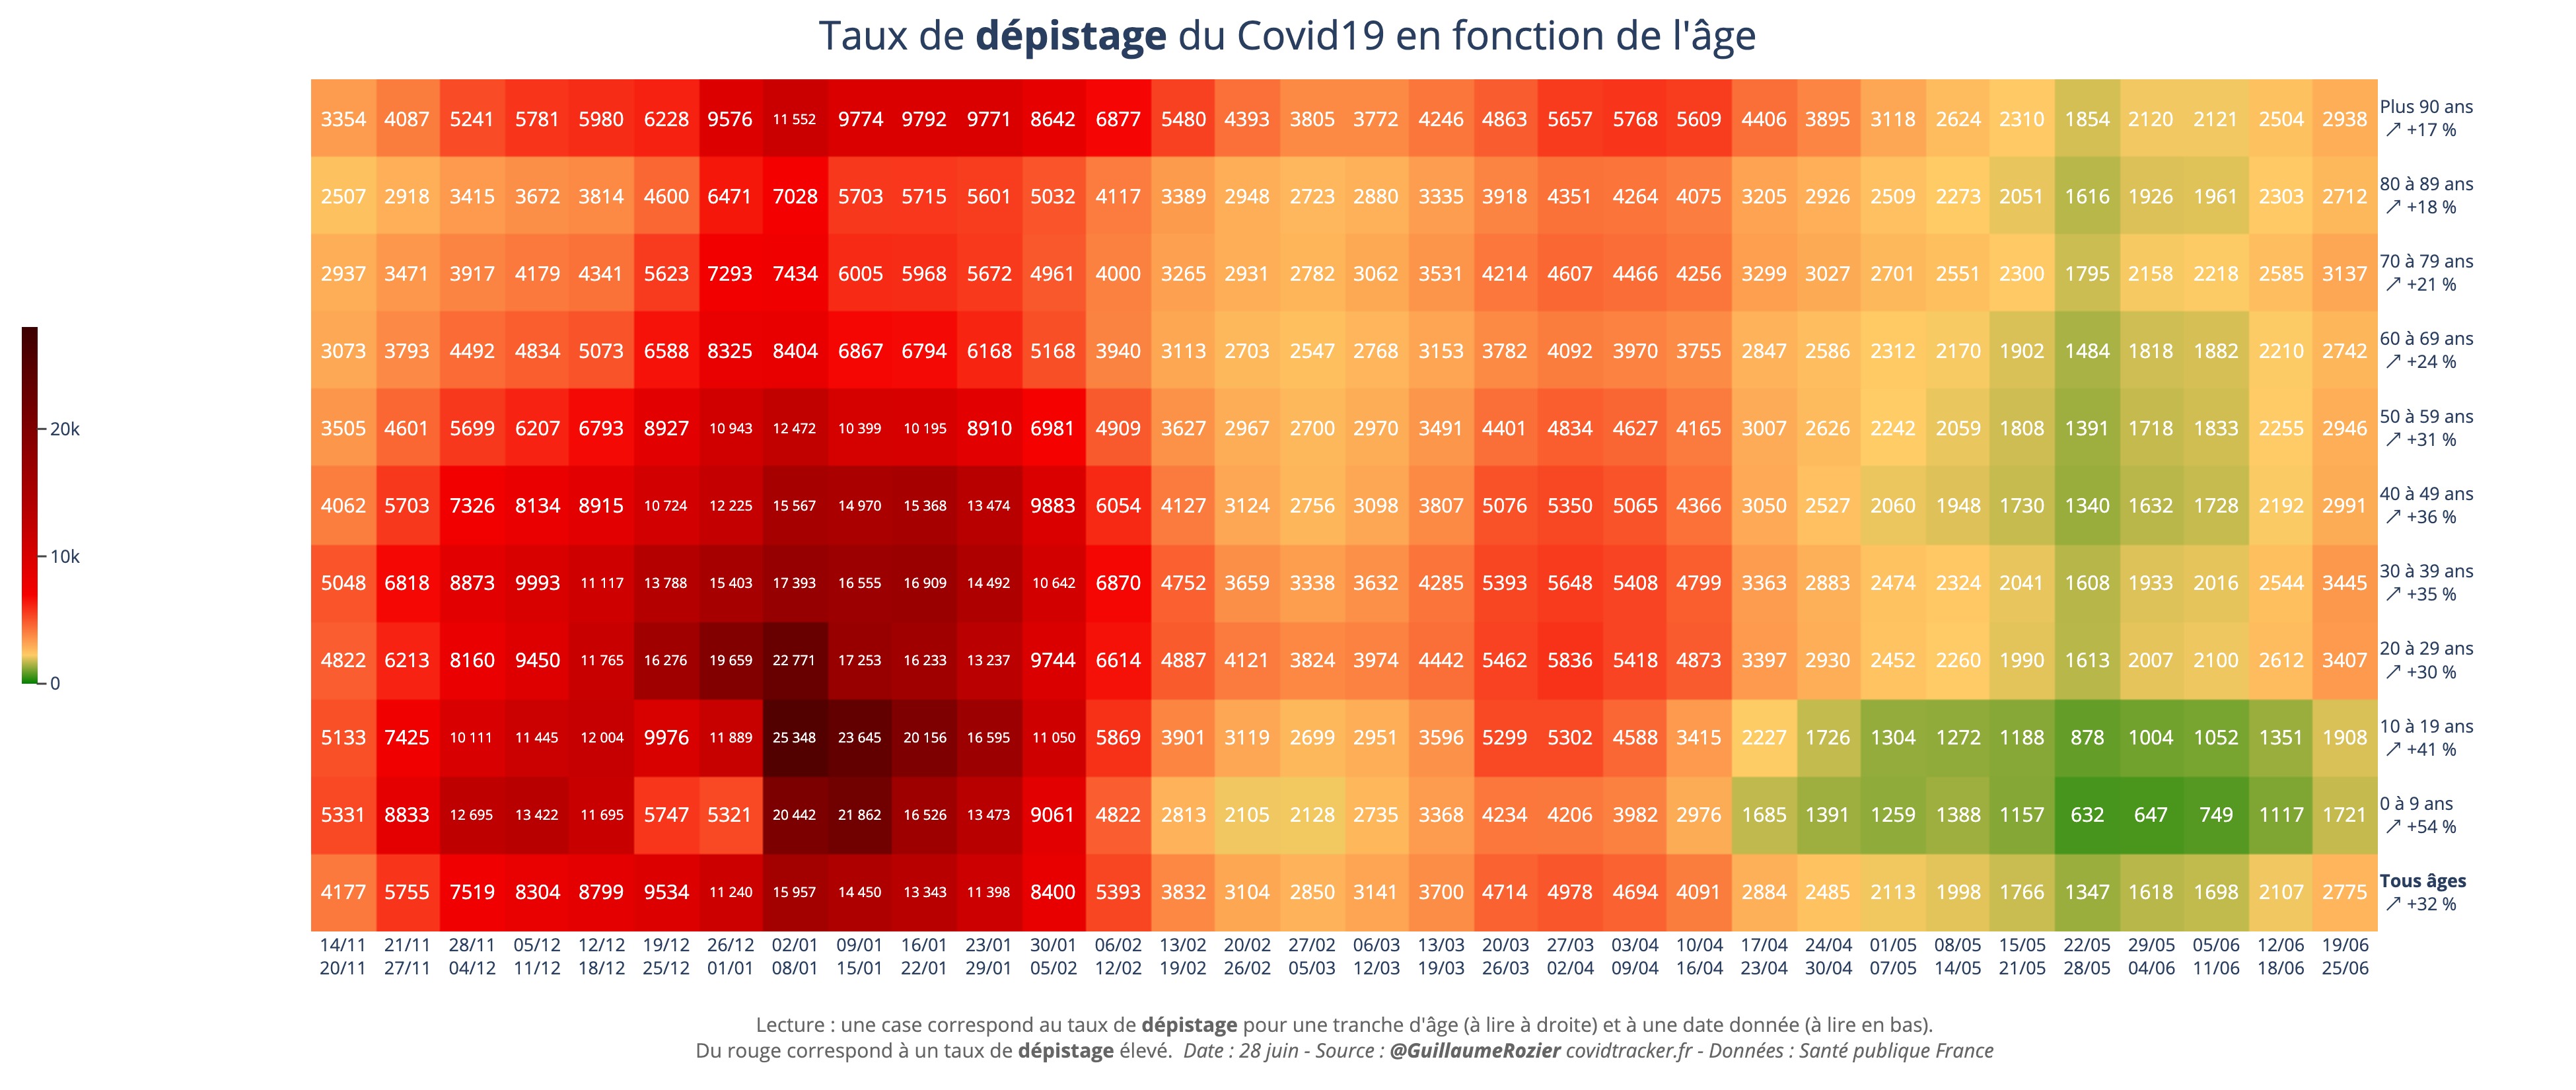 Taux de dépistage du Covid19 en fonction de l'âge
3354 4087 5241 5781 5980 6228 9576 11 552 9774 9792 9771 8642 6877 5480 4393 3805 3772 4246 4863 5657 5768 5609 4406 3895 3118 2624 2310 1854 2120 2121 2504 2938 Plus 90 ans
↗ +17 %
2507 2918 3415 3672 3814 4600 6471 7028 5703 5715 5601 5032 4117 3389 2948 2723 2880 3335 3918 4351 4264 4075 3205 2926 2509 2273 2051 1616 1926 1961 2303 2712 80 à 89 ans
↗ +18 %
2937 3471 3917 4179 4341 5623 7293 7434 6005 5968 5672 4961 4000 3265 2931 2782 3062 3531 4214 4607 4466 4256 3299 3027 2701 2551 2300 1795 2158 2218 2585 3137 70 à 79 ans
↗ +21 %
3073 3793 4492 4834 5073 6588 8325 8404 6867 6794 6168 5168 3940 3113 2703 2547 2768 3153 3782 4092 3970 3755 2847 2586 2312 2170 1902 1484 1818 1882 2210 2742 60 à 69 ans
↗ +24 %
3505 4601 5699 6207 6793 8927 10 943 12 472 10 399 10 195 8910 6981 4909 3627 2967 2700 2970 3491 4401 4834 4627 4165 3007 2626 2242 2059 1808 1391 1718 1833 2255 2946 50 à 59 ans
↗ +31 %
20k
4062 5703 7326 8134 8915 10 724 12 225 15 567 14 970 15 368 13 474 9883 6054 4127 3124 2756 3098 3807 5076 5350 5065 4366 3050 2527 2060 1948 1730 1340 1632 1728 2192 2991 40 à 49 ans
↗ +36 %
10k
5048 6818 8873 9993 11 117 13 788 15 403 17 393 16 555 16 909 14 492 10 642 6870 4752 3659 3338 3632 4285 5393 5648 5408 4799 3363 2883 2474 2324 2041 1608 1933 2016 2544 3445 30 à 39 ans
↗ +35 %
4822 6213 8160 9450 11 765 16 276 19 659 22 771 17 253 16 233 13 237 9744 6614 4887 4121 3824 3974 4442 5462 5836 5418 4873 3397 2930 2452 2260 1990 1613 2007 2100 2612 3407 20 à 29 ans
↗ +30 %
0
5133 7425 10 111 11 445 12 004 9976 11 889 25 348 23 645 20 156 16 595 11 050 5869 3901 3119 2699 2951 3596 5299 5302 4588 3415 2227 1726 1304 1272 1188 878 1004 1052 1351 1908 10 à 19 ans
↗ +41 %
5331 8833 12 695 13 422 11 695 5747 5321 20 442 21 862 16 526 13 473 9061 4822 2813 2105 2128 2735 3368 4234 4206 3982 2976 1685 1391 1259 1388 1157 632 647 749 1117 1721 0 à 9 ans
↗ +54 %
4177 5755 7519 8304 8799 9534 11 240 15 957 14 450 13 343 11 398 8400 5393 3832 3104 2850 3141 3700 4714 4978 4694 4091 2884 2485 2113 1998 1766 1347 1618 1698 2107 2775 Tous âges
↗ +32 %
14/11 21/11 28/11 05/12 12/12 19/12 26/12 02/01 09/01 16/01 23/01 30/01 06/02 13/02 20/02 27/02 06/03 13/03 20/03 27/03 03/04 10/04 17/04 24/04 01/05 08/05 15/05 22/05 29/05 05/06 12/06 19/06
20/11 27/11 04/12 11/12 18/12 25/12 01/01 08/01 15/01 22/01 29/01 05/02 12/02 19/02 26/02 05/03 12/03 19/03 26/03 02/04 09/04 16/04 23/04 30/04 07/05 14/05 21/05 28/05 04/06 11/06 18/06 25/06
Lecture : une case correspond au taux de dépistage pour une tranche d'âge (à lire à droite) et à une date donnée (à lire en bas).
Du rouge correspond à un taux de dépistage élevé. Date : 28 juin - Source : @GuillaumeRozier covidtracker.fr - Données : Santé publique France